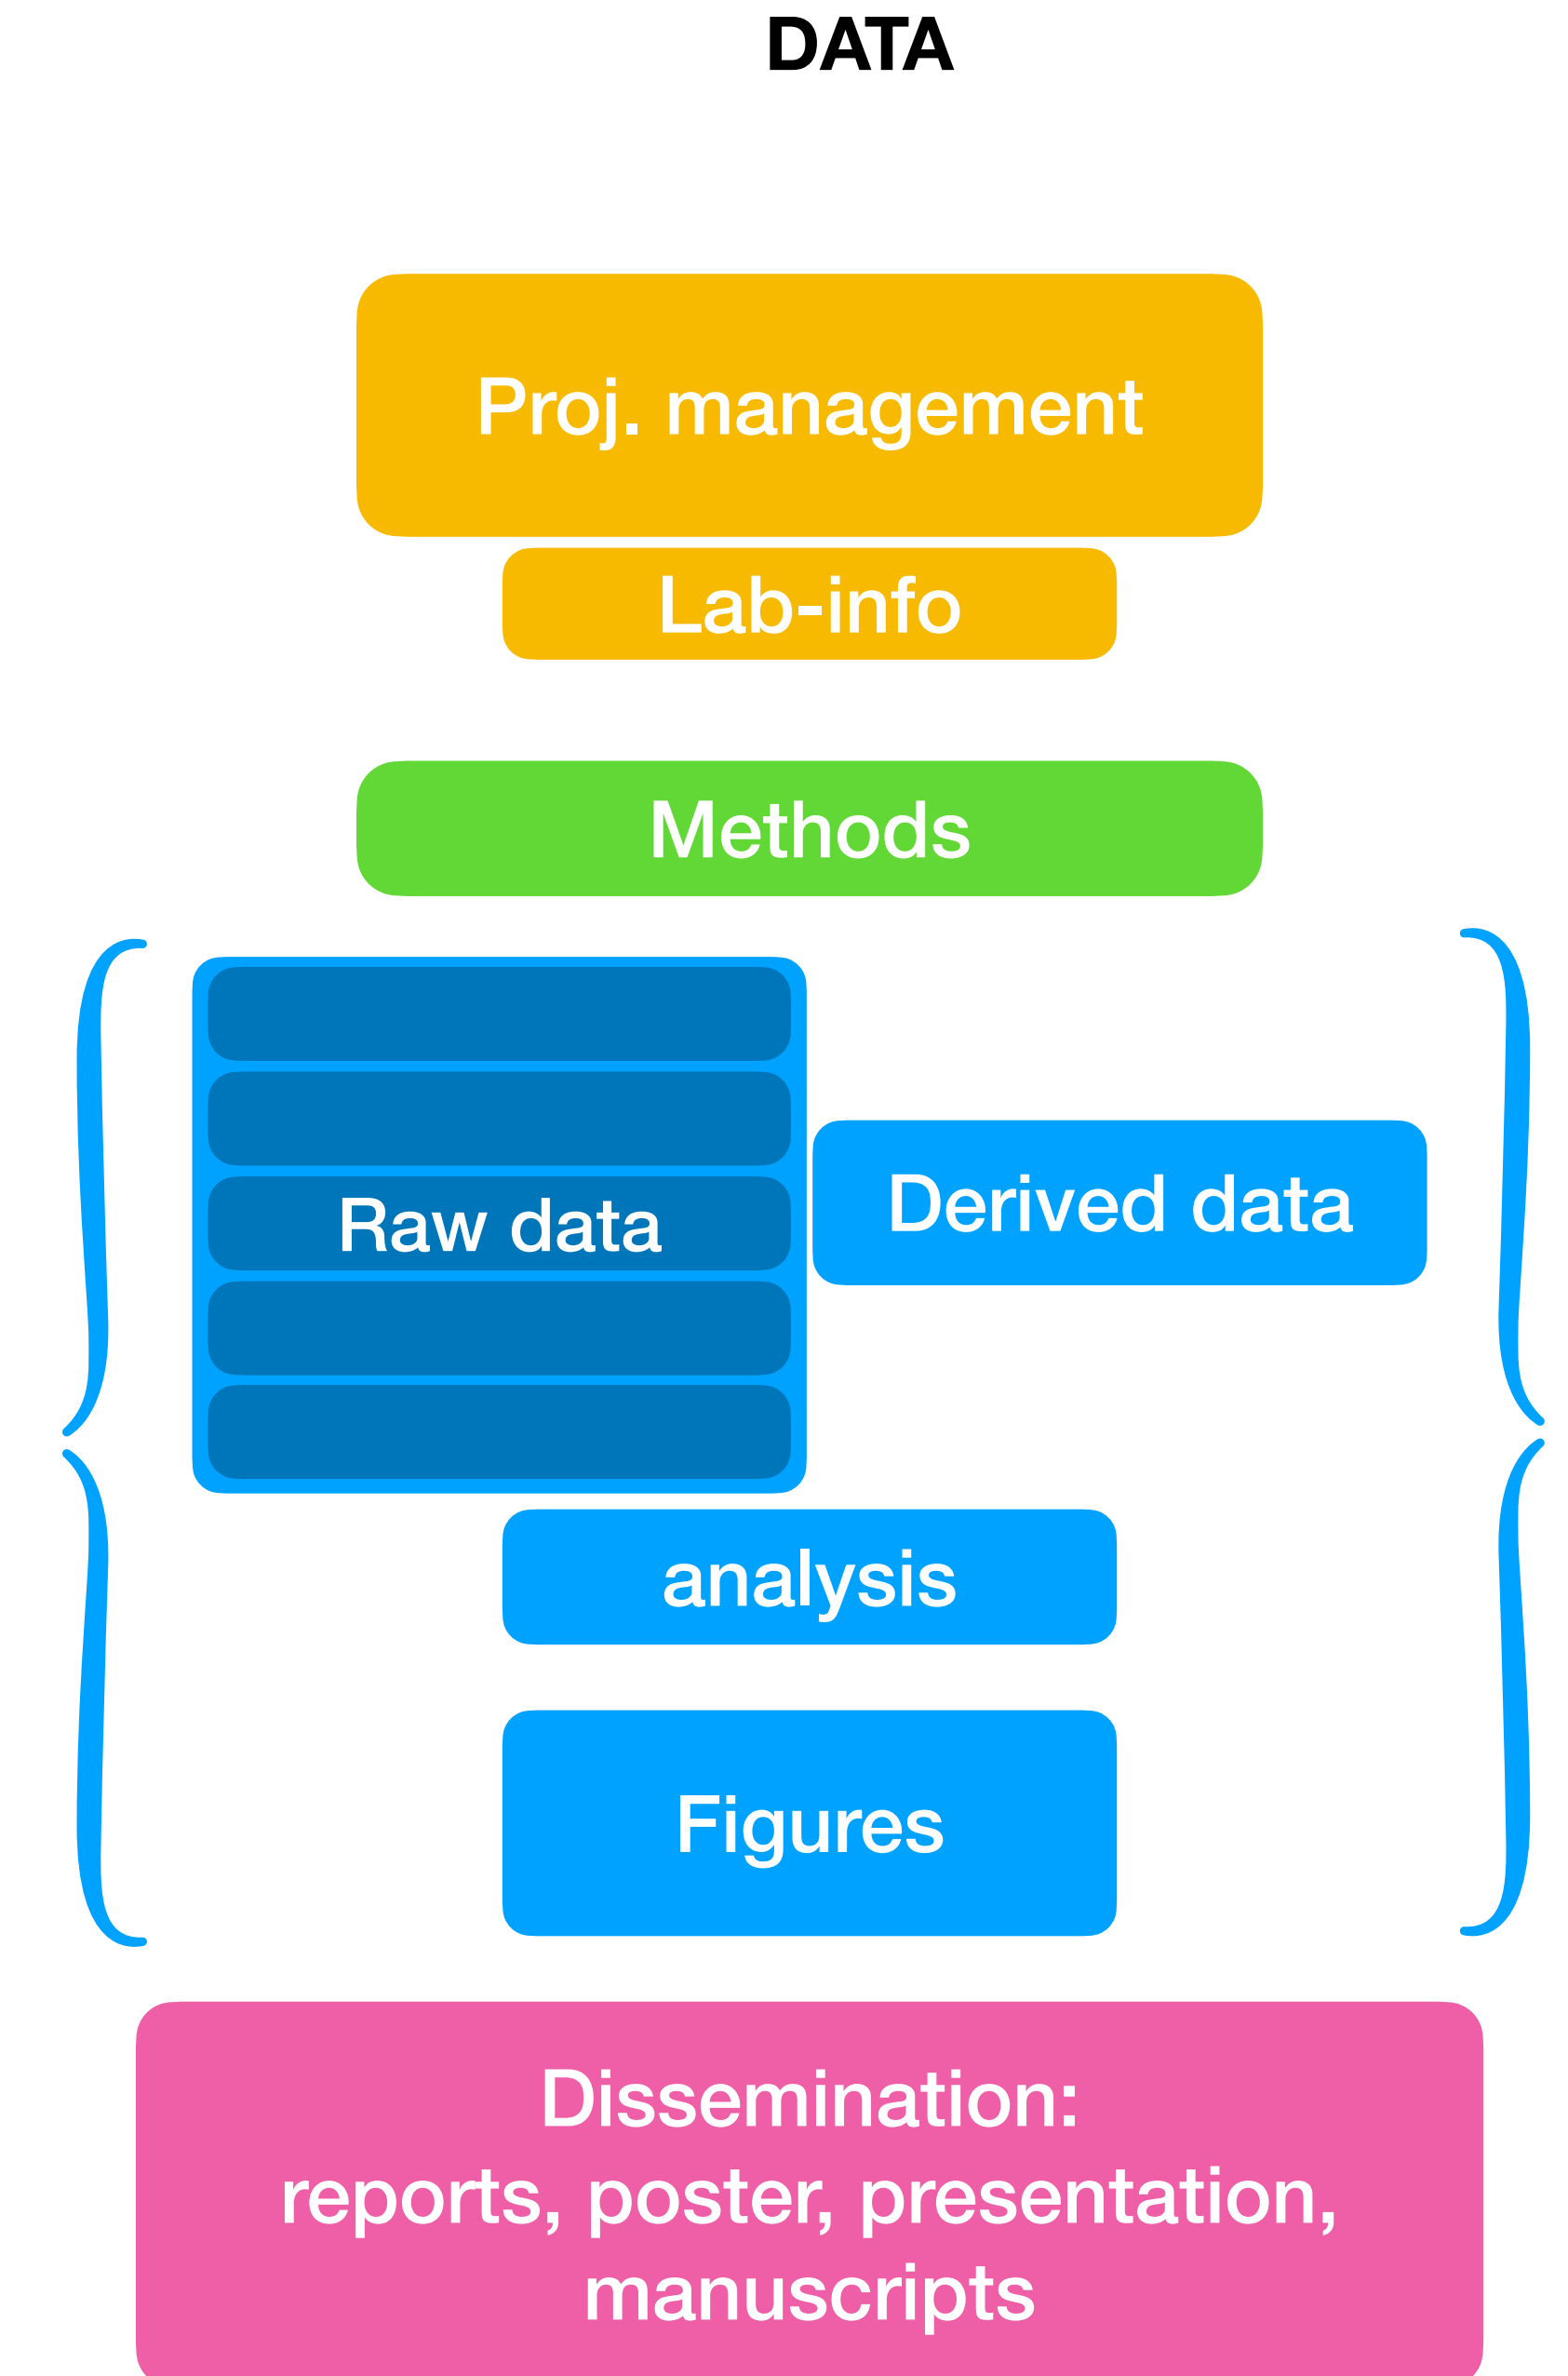 DATA
Proj. management
Lab-info
Methods
Raw data
Derived data
analysis
Figures
Dissemination:
reports, poster, presentation,
manuscripts